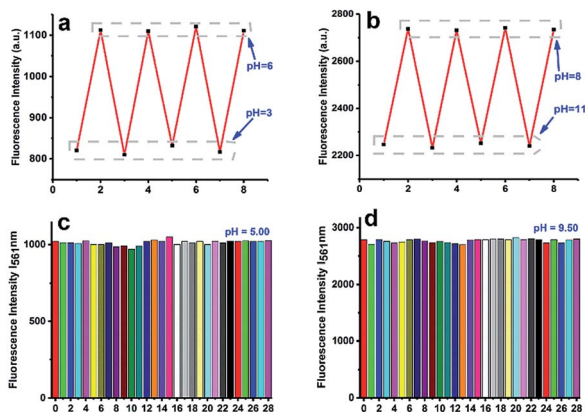 a
Fluorescence Intensity (a.u.)
1100
1000
900
800
pH=6
pH=3
0 2 4 6 8
b
Fluorescence Intensity (a.u.)
2800
2600
2400
2200
pH=8
pH=11
0 2 4 6 8
c
pH = 5.00
Fluorescence Intensity I561nm
1000
500
0
0 2 4 6 8 10 12 14 16 18 20 22 24 26 28
d
pH = 9.50
Fluorescence Intensity I561nm
3000
2000
1000
0
0 2 4 6 8 10 12 14 16 18 20 22 24 26 28